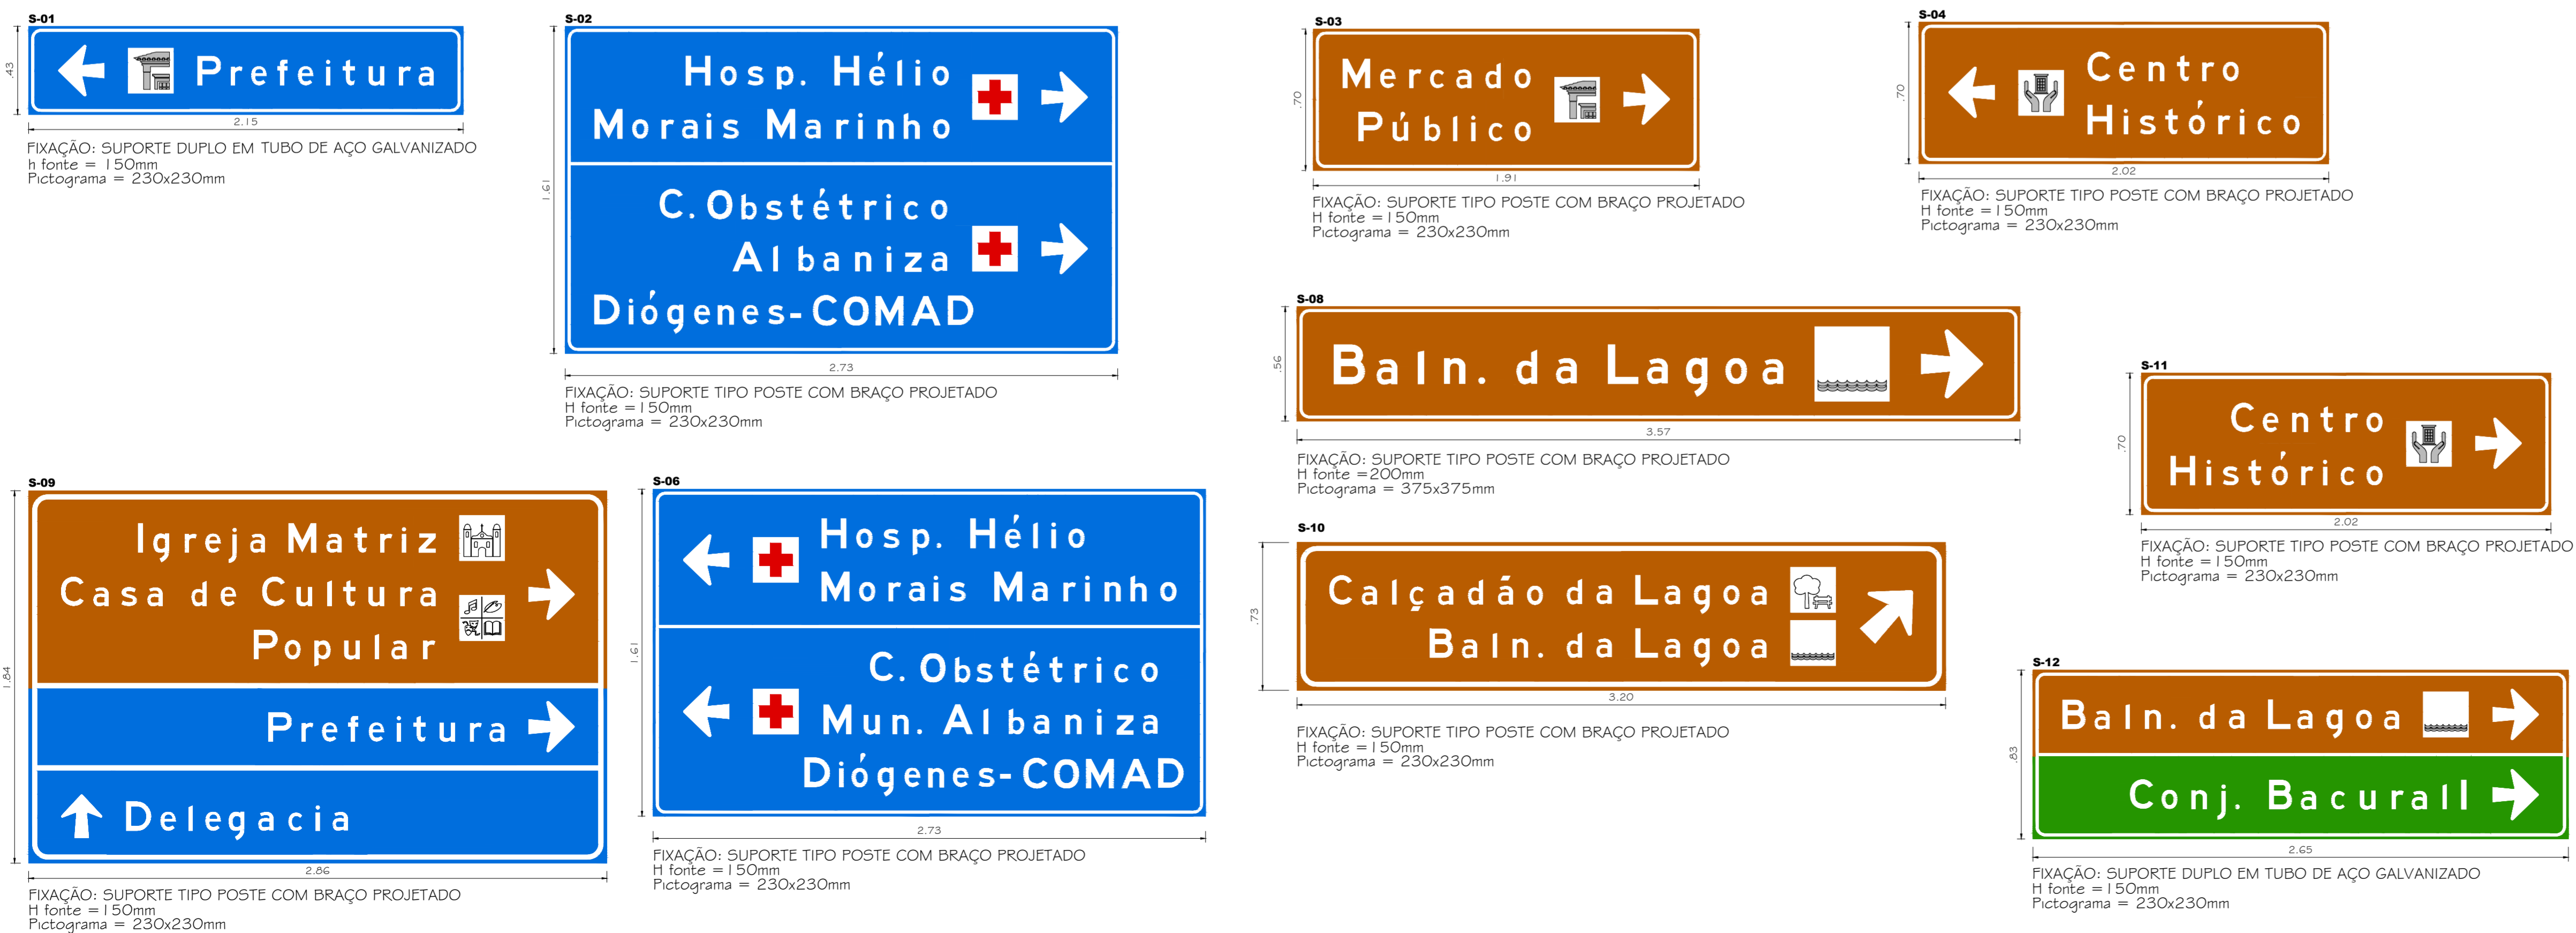 S-01
.43
Prefeitura
2.15
FIXAÇÃO: SUPORTE DUPLO EM TUBO DE AÇO GALVANIZADO
h fonte = 150mm
Pictograma = 230x230mm
S-02
1.61
Hosp. Hélio
Morais Marinho
C. Obstétrico
Albaniza
Diógenes-COMAD
2.73
FIXAÇÃO: SUPORTE TIPO POSTE COM BRAÇO PROJETADO
H fonte =150mm
Pictograma = 230x230mm
S-03
.70
Mercado
Público
1.91
FIXAÇÃO: SUPORTE TIPO POSTE COM BRAÇO PROJETADO
H fonte =150mm
Pictograma = 230x230mm
S-04
.70
Centro
Histórico
2.02
FIXAÇÃO: SUPORTE TIPO POSTE COM BRAÇO PROJETADO
H fonte =150mm
Pictograma = 230x230mm
S-08
.56
Baln. da Lagoa
3.57
FIXAÇÃO: SUPORTE TIPO POSTE COM BRAÇO PROJETADO
H fonte =200mm
Pictograma = 375x375mm
S-11
.70
Centro
Histórico
2.02
FIXAÇÃO: SUPORTE TIPO POSTE COM BRAÇO PROJETADO
H fonte =150mm
Pictograma = 230x230mm
S-09
1.84
Igreja Matriz
Casa de Cultura
Popular
Prefeitura
Delegacia
2.86
FIXAÇÃO: SUPORTE TIPO POSTE COM BRAÇO PROJETADO
H fonte =150mm
Pictograma = 230x230mm
S-06
1.61
Hosp. Hélio
Morais Marinho
C. Obstétrico
Mun. Albaniza
Diógenes-COMAD
2.73
FIXAÇÃO: SUPORTE TIPO POSTE COM BRAÇO PROJETADO
H fonte =150mm
Pictograma = 230x230mm
S-10
.73
Calçadão da Lagoa
Baln. da Lagoa
3.20
FIXAÇÃO: SUPORTE TIPO POSTE COM BRAÇO PROJETADO
H fonte =150mm
Pictograma = 230x230mm
S-12
.83
Baln. da Lagoa
Conj. BacuraII
2.65
FIXAÇÃO: SUPORTE DUPLO EM TUBO DE AÇO GALVANIZADO
H fonte =150mm
Pictograma = 230x230mm